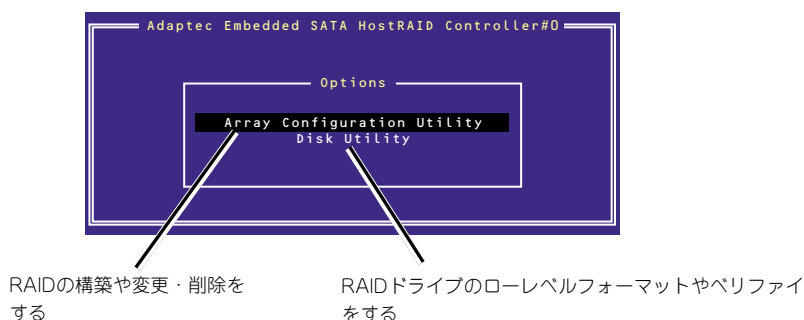 Adaptec Embedded SATA HostRAID Controller#0
Options
Array Configuration Utility
Disk Utility
RAIDの構築や変更・削除を
する
RAIDドライブのローレベルフォーマットやベリファイ
をする